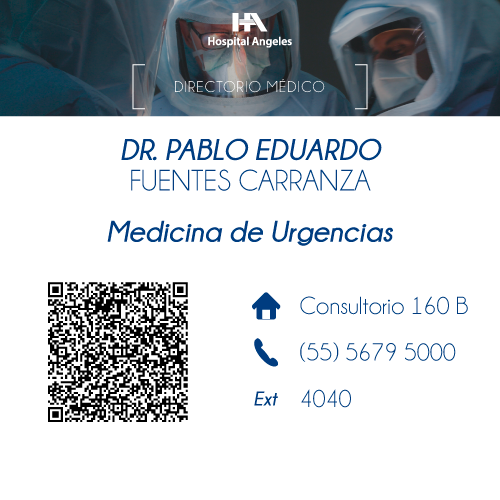 HA
Hospital Angeles
DIRECTORIO MÉDICO
DR. PABLO EDUARDO
FUENTES CARRANZA
Medicina de Urgencias
Consultorio 160 B
(55) 5679 5000
Ext 4040